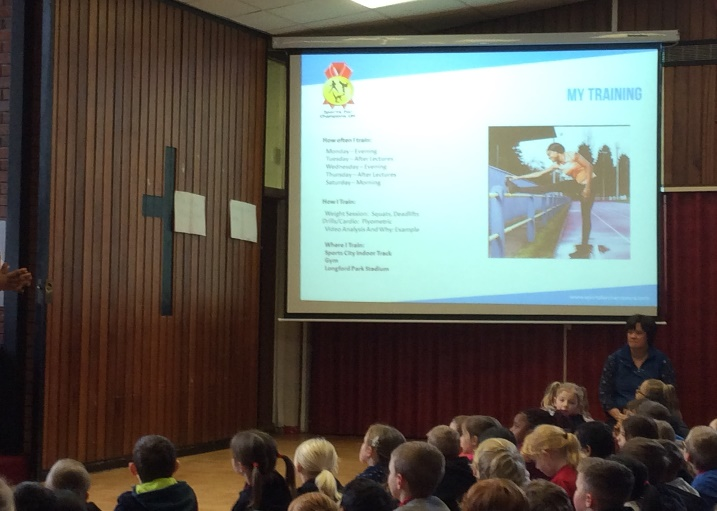 MY TRAINING
How often I train:
Monday - Evening
Tuesday - After Lectures
Wednesday - Evening
Thursday - After Lectures
Saturday - Morning
How I Train:
Weight Session: Squats, Deadlifts
Drills/Cardio: Plyometric
Video Analysis And Why: Example
Where I Train:
Sports City Indoor Track
Gym
Longford Park Stadium